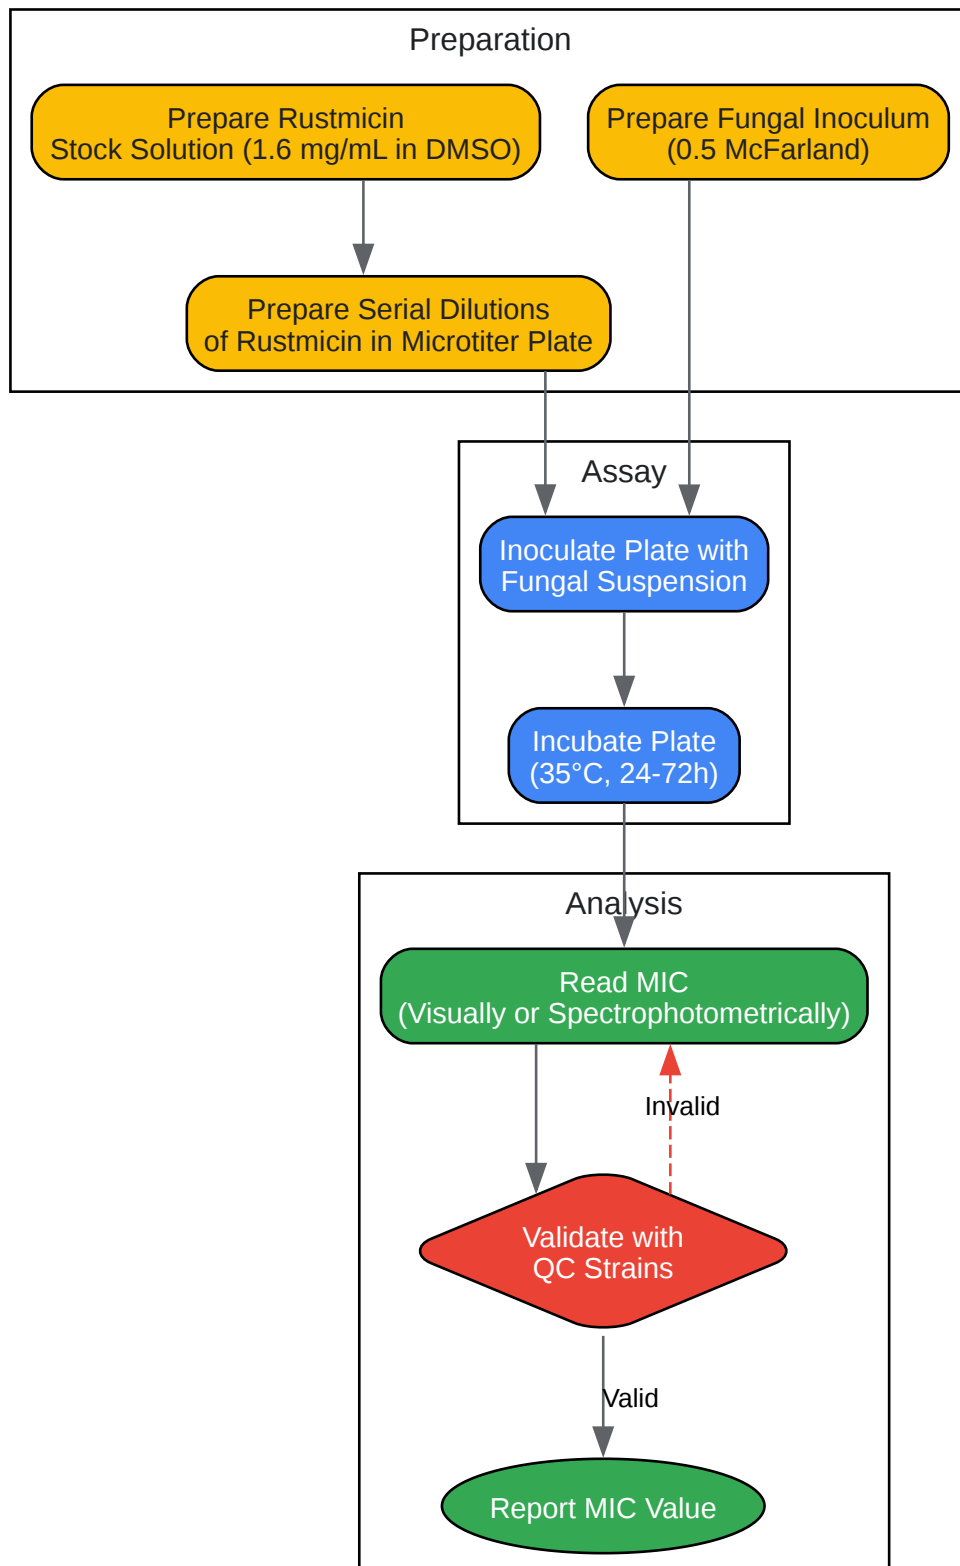 Preparation
Prepare Rustmicin
Stock Solution (1.6 mg/mL in DMSO)
Prepare Fungal Inoculum
(0.5 McFarland)
Prepare Serial Dilutions
of Rustmicin in Microtiter Plate
Assay
Inoculate Plate with
Fungal Suspension
Incubate Plate
(35°C, 24-72h)
Analysis
Read MIC
(Visually or Spectrophotometrically)
Invalid
Validate with
QC Strains
Valid
Report MIC Value